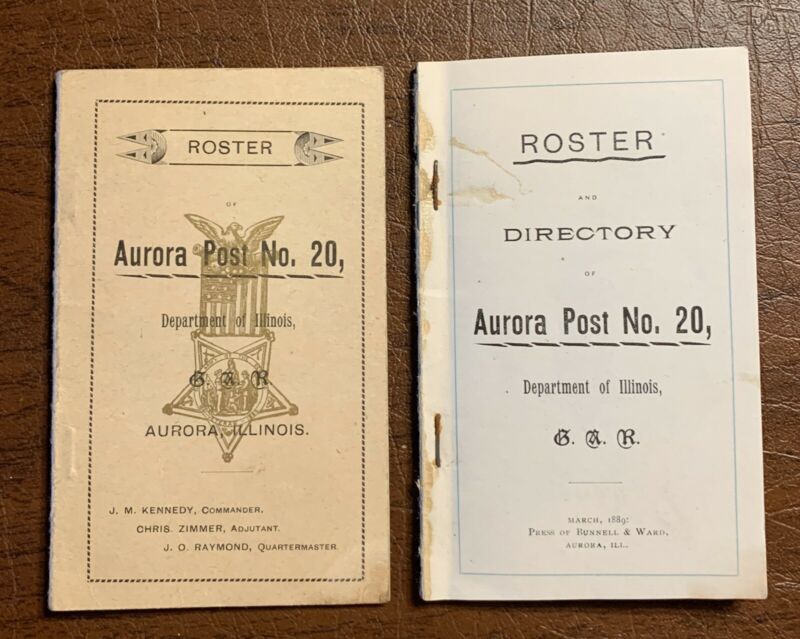 ROSTER
OF
Aurora Post No. 20,
Department of Illinois,
G. A. R.
AURORA, ILLINOIS.
J. M. KENNEDY, COMMANDER,
CHRIS. ZIMMER, ADJUTANT.
J. O. RAYMOND, QUARTERMASTER.
ROSTER
AND
DIRECTORY
OF
Aurora Post No. 20,
Department of Illinois,
G. A. R.
MARCH, 1889:
PRESS OF BUNNELL & WARD,
AURORA, ILL.